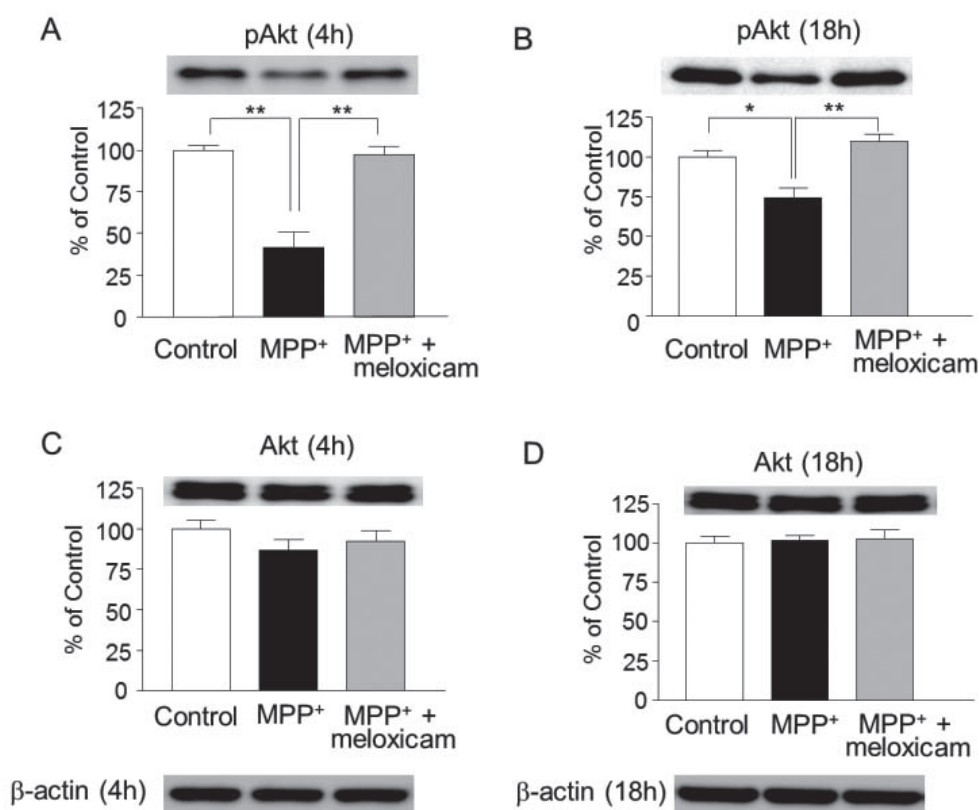 A
pAkt (4h)
**
**
125
100
75
50
25
0
% of Control
Control
MPP+
MPP+ +
meloxicam
B
pAkt (18h)
*
**
125
100
75
50
25
0
% of Control
Control
MPP+
MPP+ +
meloxicam
C
Akt (4h)
125
100
75
50
25
0
% of Control
Control
MPP+
MPP+ +
meloxicam
β-actin (4h)
D
Akt (18h)
125
100
75
50
25
0
% of Control
Control
MPP+
MPP+ +
meloxicam
β-actin (18h)